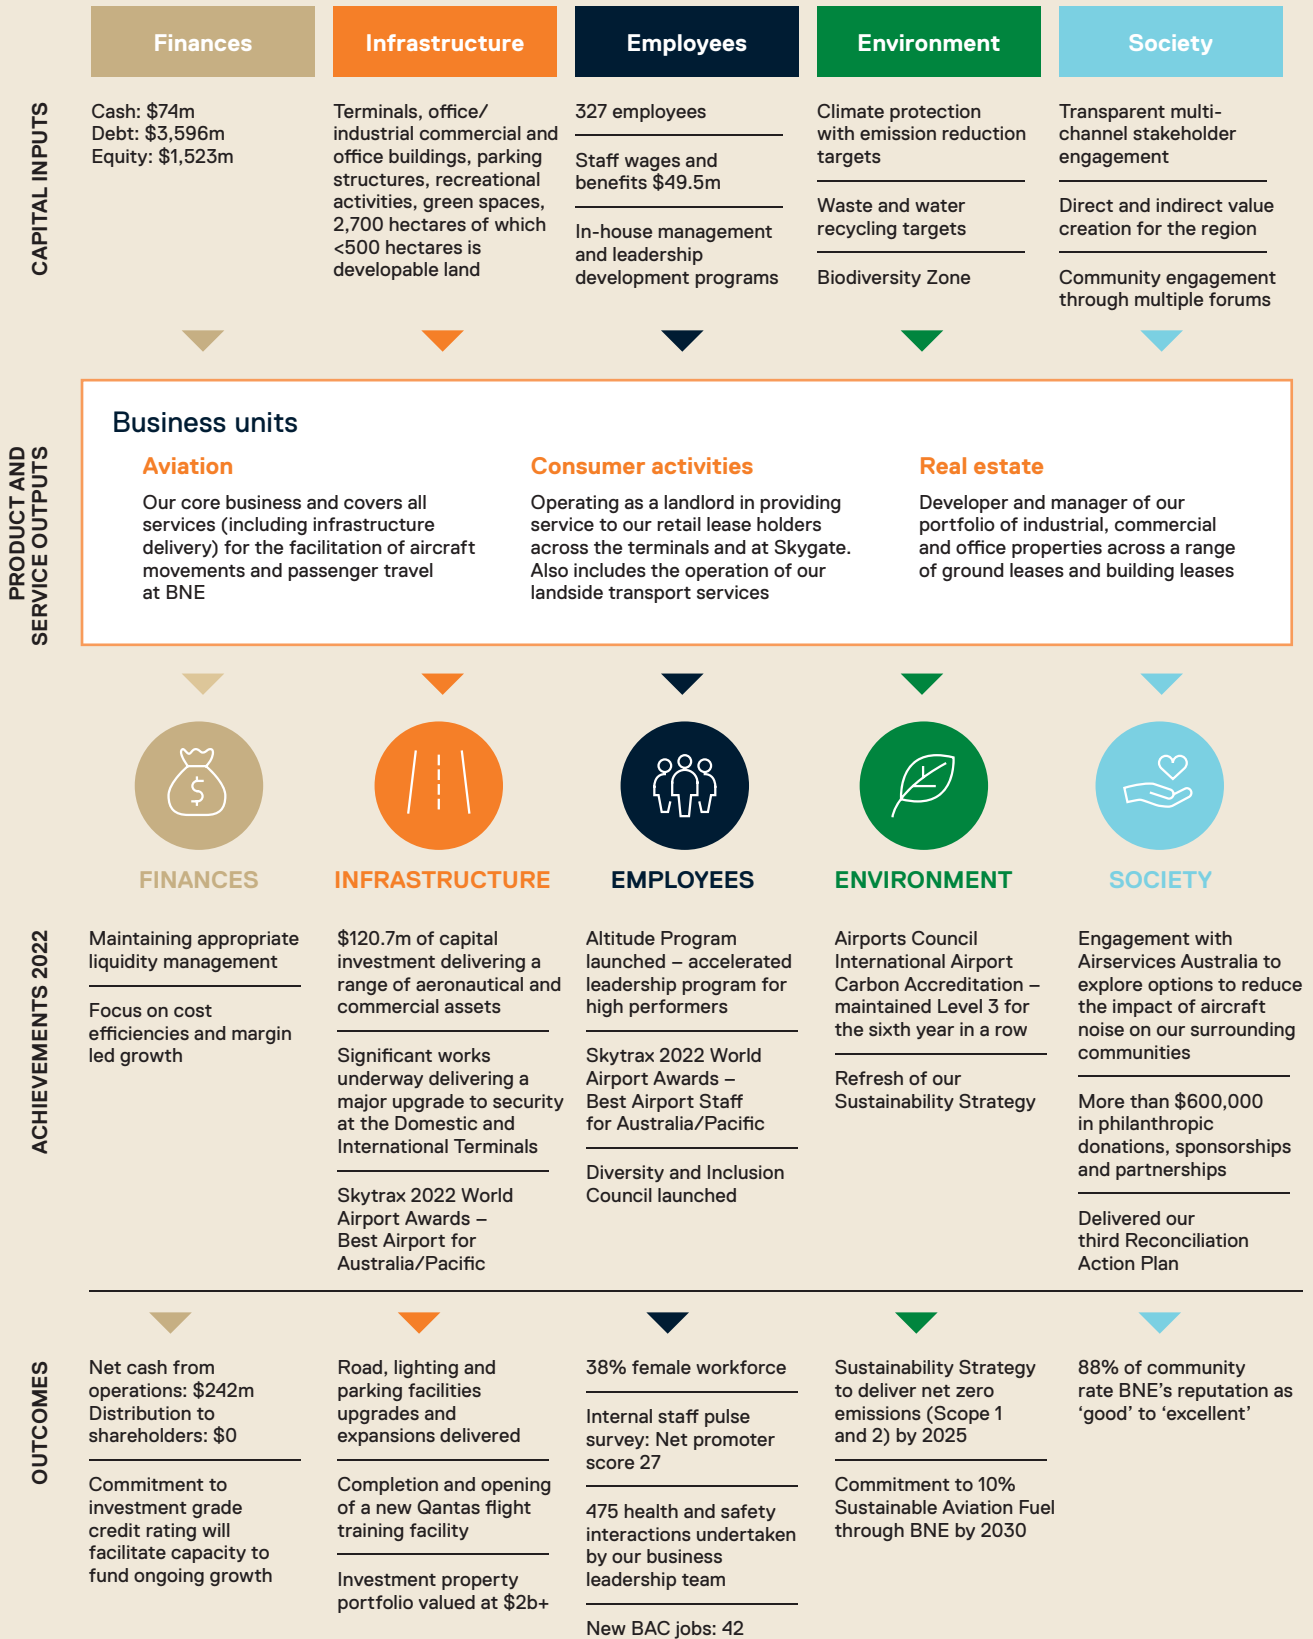 Finances
Infrastructure
Employees
Environment
Society
CAPITAL INPUTS
Cash: $74m
Debt: $3,596m
Equity: $1,523m
Terminals, office/
industrial commercial and
office buildings, parking
structures, recreational
activities, green spaces,
2,700 hectares of which
<500 hectares is
developable land
327 employees
Staff wages and
benefits $49.5m
In-house management
and leadership
development programs
Climate protection
with emission reduction
targets
Waste and water
recycling targets
Biodiversity Zone
Transparent multi-
channel stakeholder
engagement
Direct and indirect value
creation for the region
Community engagement
through multiple forums
PRODUCT AND
SERVICE OUTPUTS
Business units
Aviation
Our core business and covers all
services (including infrastructure
delivery) for the facilitation of aircraft
movements and passenger travel
at BNE
Consumer activities
Operating as a landlord in providing
service to our retail lease holders
across the terminals and at Skygate.
Also includes the operation of our
landside transport services
Real estate
Developer and manager of our
portfolio of industrial, commercial
and office properties across a range
of ground leases and building leases
FINANCES
INFRASTRUCTURE
EMPLOYEES
ENVIRONMENT
SOCIETY
ACHIEVEMENTS 2022
Maintaining appropriate
liquidity management
Focus on cost
efficiencies and margin
led growth
$120.7m of capital
investment delivering a
range of aeronautical and
commercial assets
Significant works
underway delivering a
major upgrade to security
at the Domestic and
International Terminals
Skytrax 2022 World
Airport Awards –
Best Airport for
Australia/Pacific
Altitude Program
launched – accelerated
leadership program for
high performers
Skytrax 2022 World
Airport Awards –
Best Airport Staff
for Australia/Pacific
Diversity and Inclusion
Council launched
Airports Council
International Airport
Carbon Accreditation –
maintained Level 3 for
the sixth year in a row
Refresh of our
Sustainability Strategy
Engagement with
Airservices Australia to
explore options to reduce
the impact of aircraft
noise on our surrounding
communities
More than $600,000
in philanthropic
donations, sponsorships
and partnerships
Delivered our
third Reconciliation
Action Plan
OUTCOMES
Net cash from
operations: $242m
Distribution to
shareholders: $0
Commitment to
investment grade
credit rating will
facilitate capacity to
fund ongoing growth
Road, lighting and
parking facilities
upgrades and
expansions delivered
Completion and opening
of a new Qantas flight
training facility
Investment property
portfolio valued at $2b+
38% female workforce
Internal staff pulse
survey: Net promoter
score 27
475 health and safety
interactions undertaken
by our business
leadership team
New BAC jobs: 42
Sustainability Strategy
to deliver net zero
emissions (Scope 1
and 2) by 2025
Commitment to 10%
Sustainable Aviation Fuel
through BNE by 2030
88% of community
rate BNE’s reputation as
‘good’ to ‘excellent’